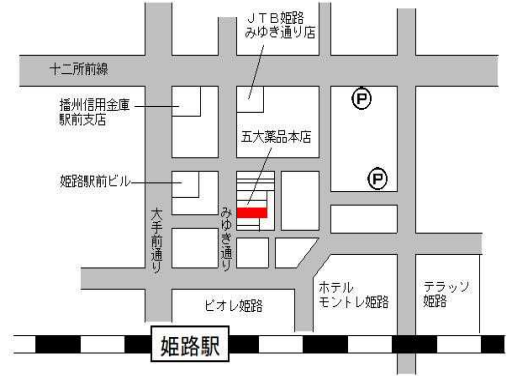 JTB姫路
みゆき通り店
十二所前線
播州信用金庫
駅前支店
P
五大薬品本店
P
姫路駅前ビル
大手前通り
みゆき通り
ホテル
モントレ姫路
テラッソ
姫路
ピオレ姫路
姫路駅